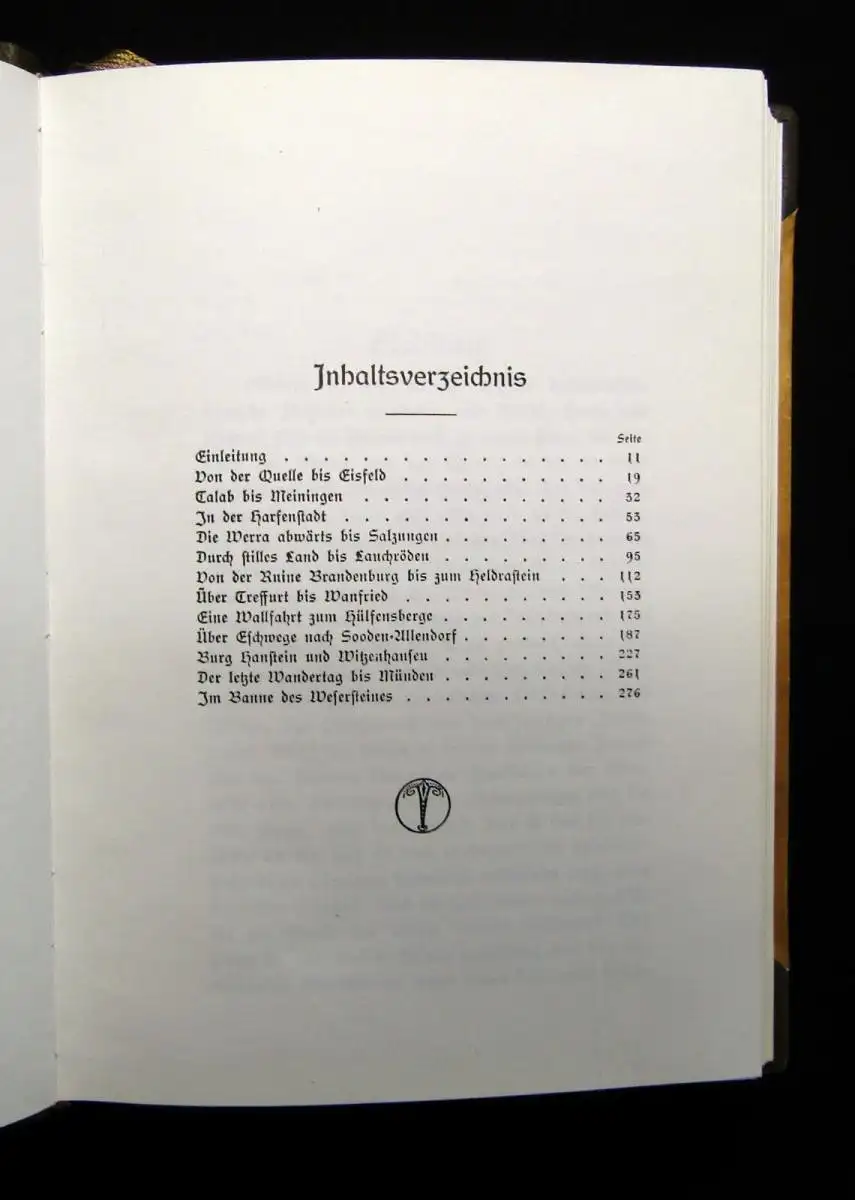 Inhaltsverzeichnis
Seite
Einleitung . . . . . . . . . . . . . . . . . 11
Von der Quelle bis Eisfeld . . . . . . . . . . . 19
Talab bis Meiningen . . . . . . . . . . . . . 32
In der Harfenstadt . . . . . . . . . . . . . . 53
Die Werra abwärts bis Salzungen . . . . . . . . . 65
Durch stilles Land bis Lauchröden . . . . . . . . . 95
Von der Ruine Brandenburg bis zum Heldrastein . . . 112
Über Treffurt bis Wanfried . . . . . . . . . . . 153
Eine Wallfahrt zum Hülfensberge . . . . . . . . . 175
Über Eschwege nach Sooden-Allendorf . . . . . . . . 187
Burg Hanstein und Witzenhausen . . . . . . . . . 227
Der letzte Wandertag bis Münden . . . . . . . . . 261
Im Banne des Wesersteines . . . . . . . . . . . 276